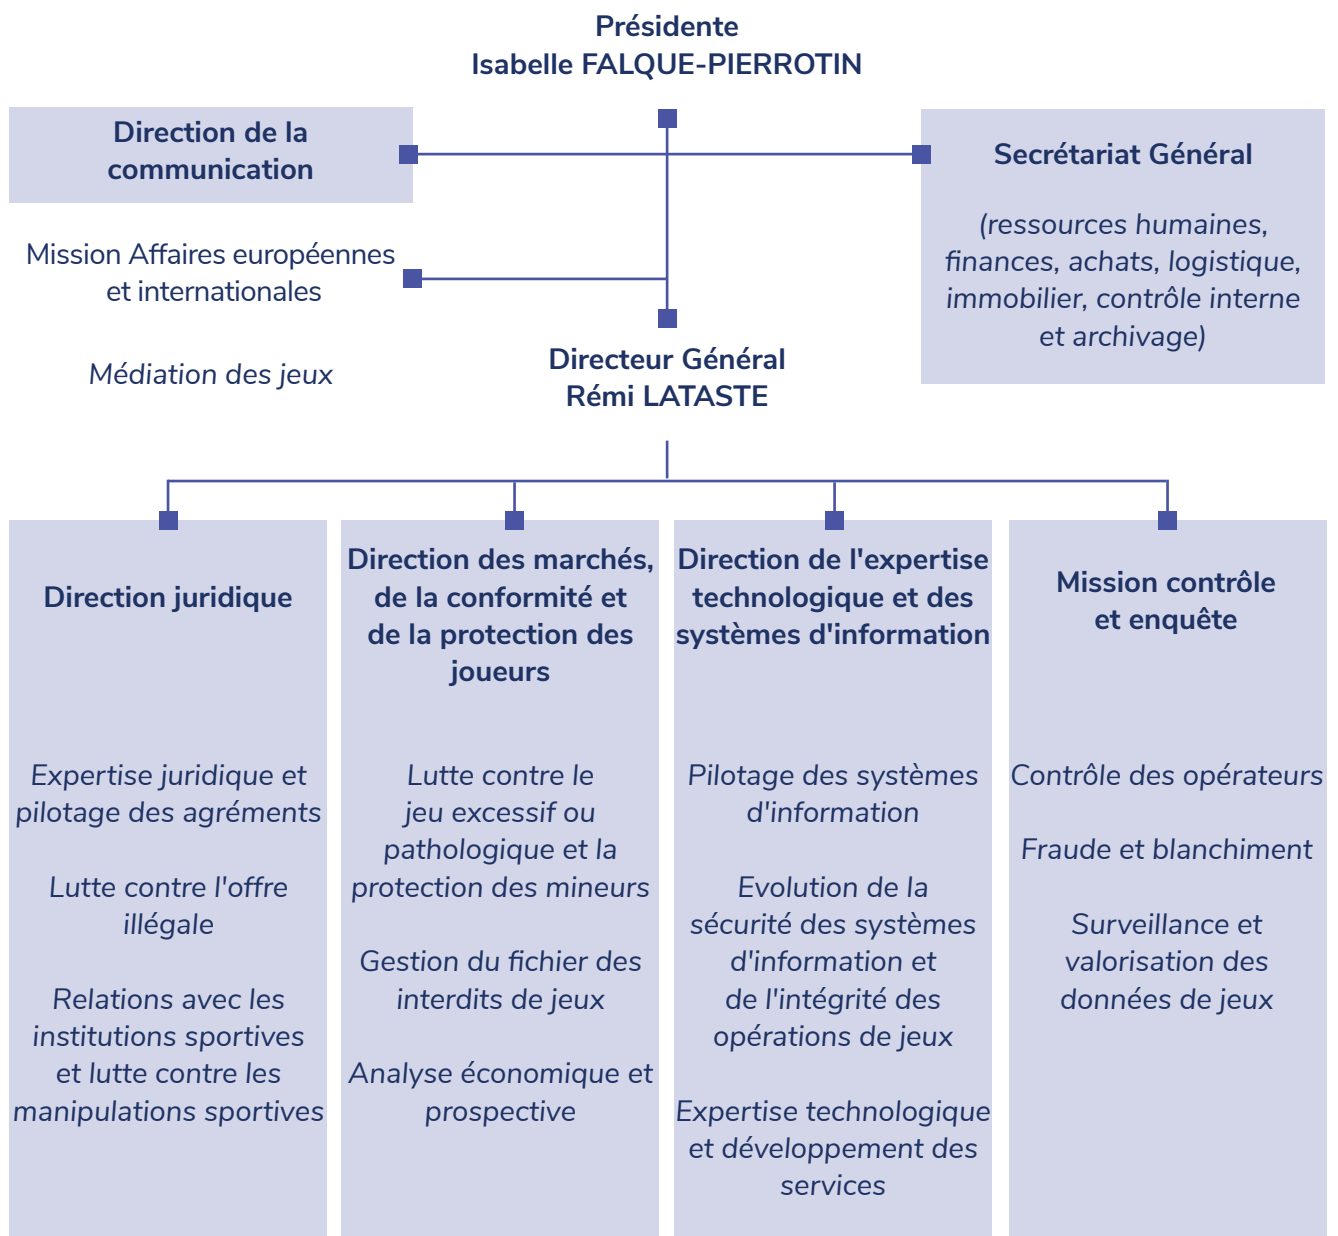 Présidente
Isabelle FALQUE-PIERROTIN
Direction de la
communication
Secrétariat Général
(ressources humaines,
finances, achats, logistique,
immobilier, contrôle interne
et archivage)
Mission Affaires européennes
et internationales
Médiation des jeux
Directeur Général
Rémi LATASTE
Direction juridique
Expertise juridique et
pilotage des agréments
Lutte contre l'offre
illégale
Relations avec les
institutions sportives
et lutte contre les
manipulations sportives
Direction des marchés,
de la conformité et
de la protection des
joueurs
Lutte contre le
jeu excessif ou
pathologique et la
protection des mineurs
Gestion du fichier des
interdits de jeux
Analyse économique et
prospective
Direction de l'expertise
technologique et des
systèmes d'information
Pilotage des systèmes
d'information
Evolution de la
sécurité des systèmes
d'information et
de l'intégrité des
opérations de jeux
Expertise technologique
et développement des
services
Mission contrôle
et enquête
Contrôle des opérateurs
Fraude et blanchiment
Surveillance et
valorisation des
données de jeux